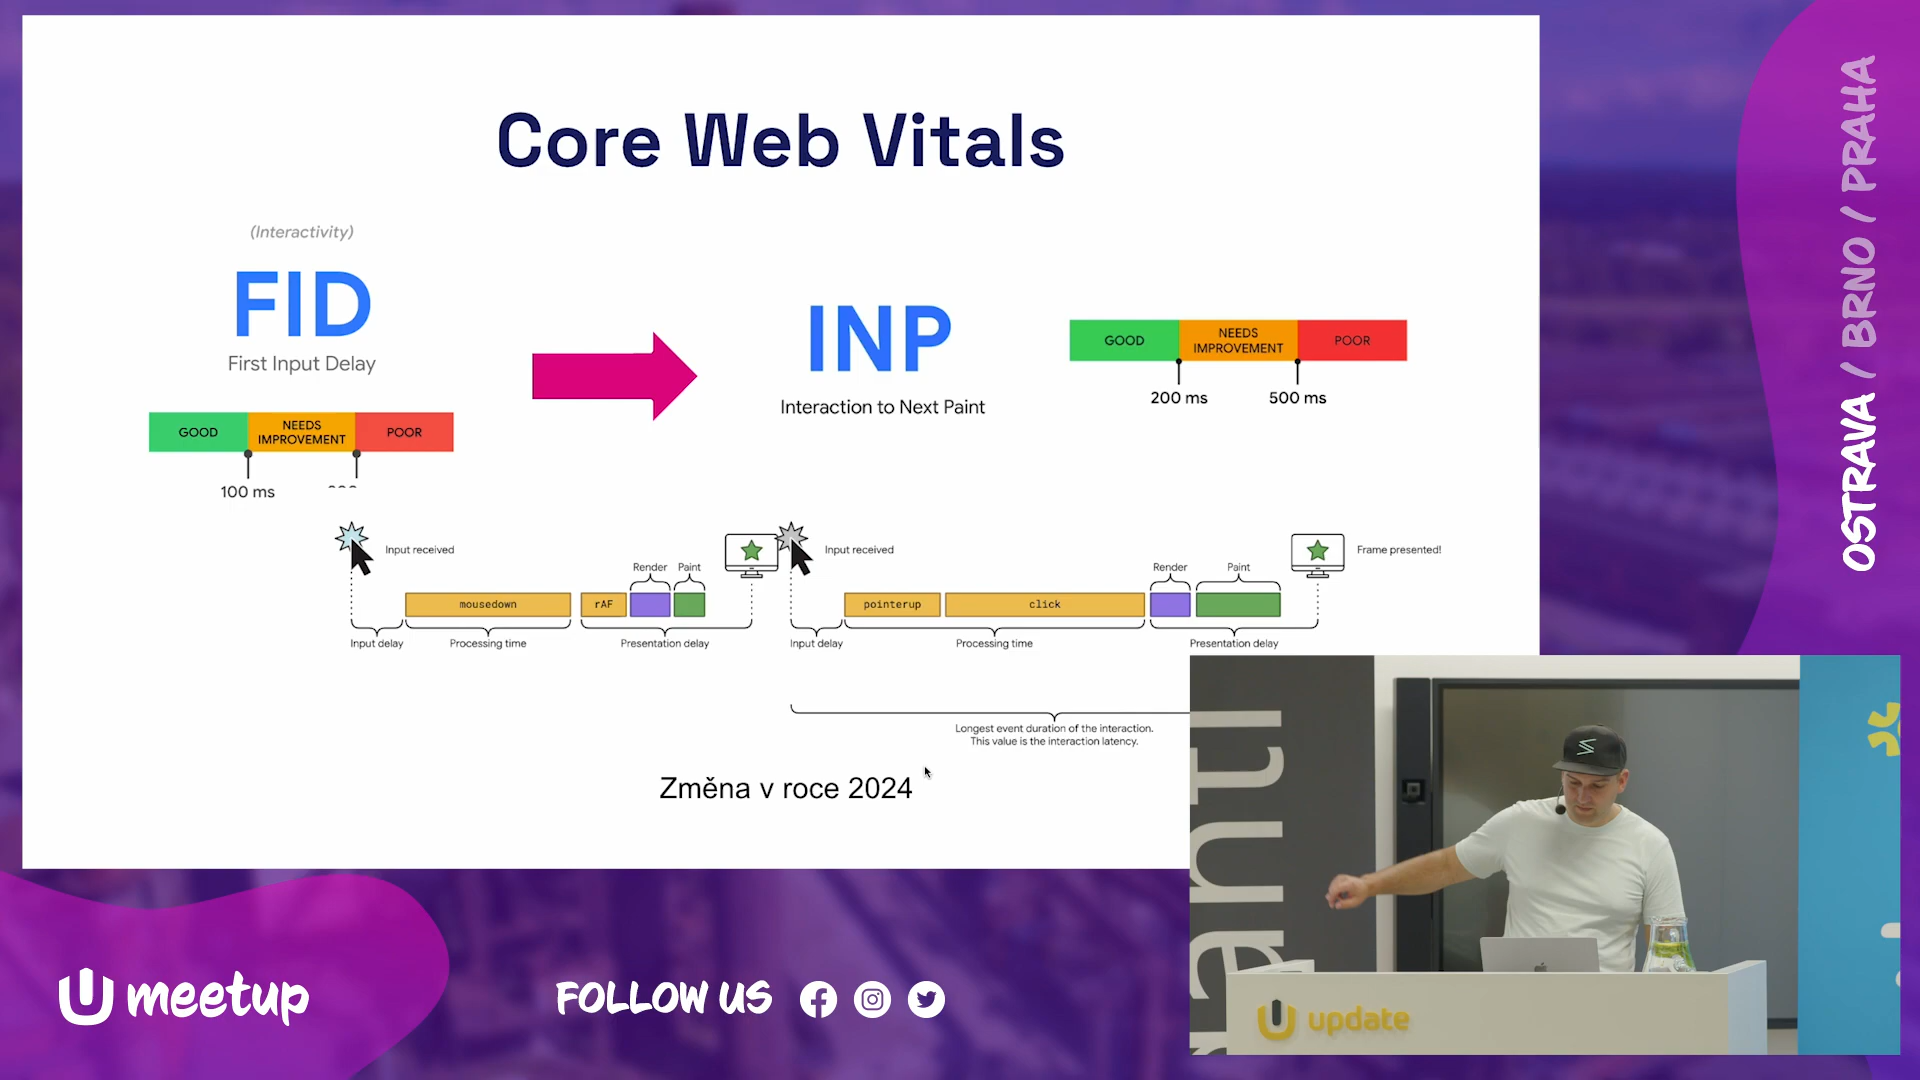 Core Web Vitals
(Interactivity)
FID
First Input Delay
GOOD
NEEDS
IMPROVEMENT
POOR
100 ms
INP
Interaction to Next Paint
GOOD
NEEDS
IMPROVEMENT
POOR
200 ms
500 ms
Input received
Render
Paint
mousedown
rAF
Input delay
Processing time
Presentation delay
Input received
Render
Paint
Frame presented!
pointerup
click
Input delay
Processing time
Presentation delay
Longest event duration of the interaction.
This value is the interaction latency.
Změna v roce 2024
OSTRAVA / BRNO / PRAHA
meetup
FOLLOW US
update